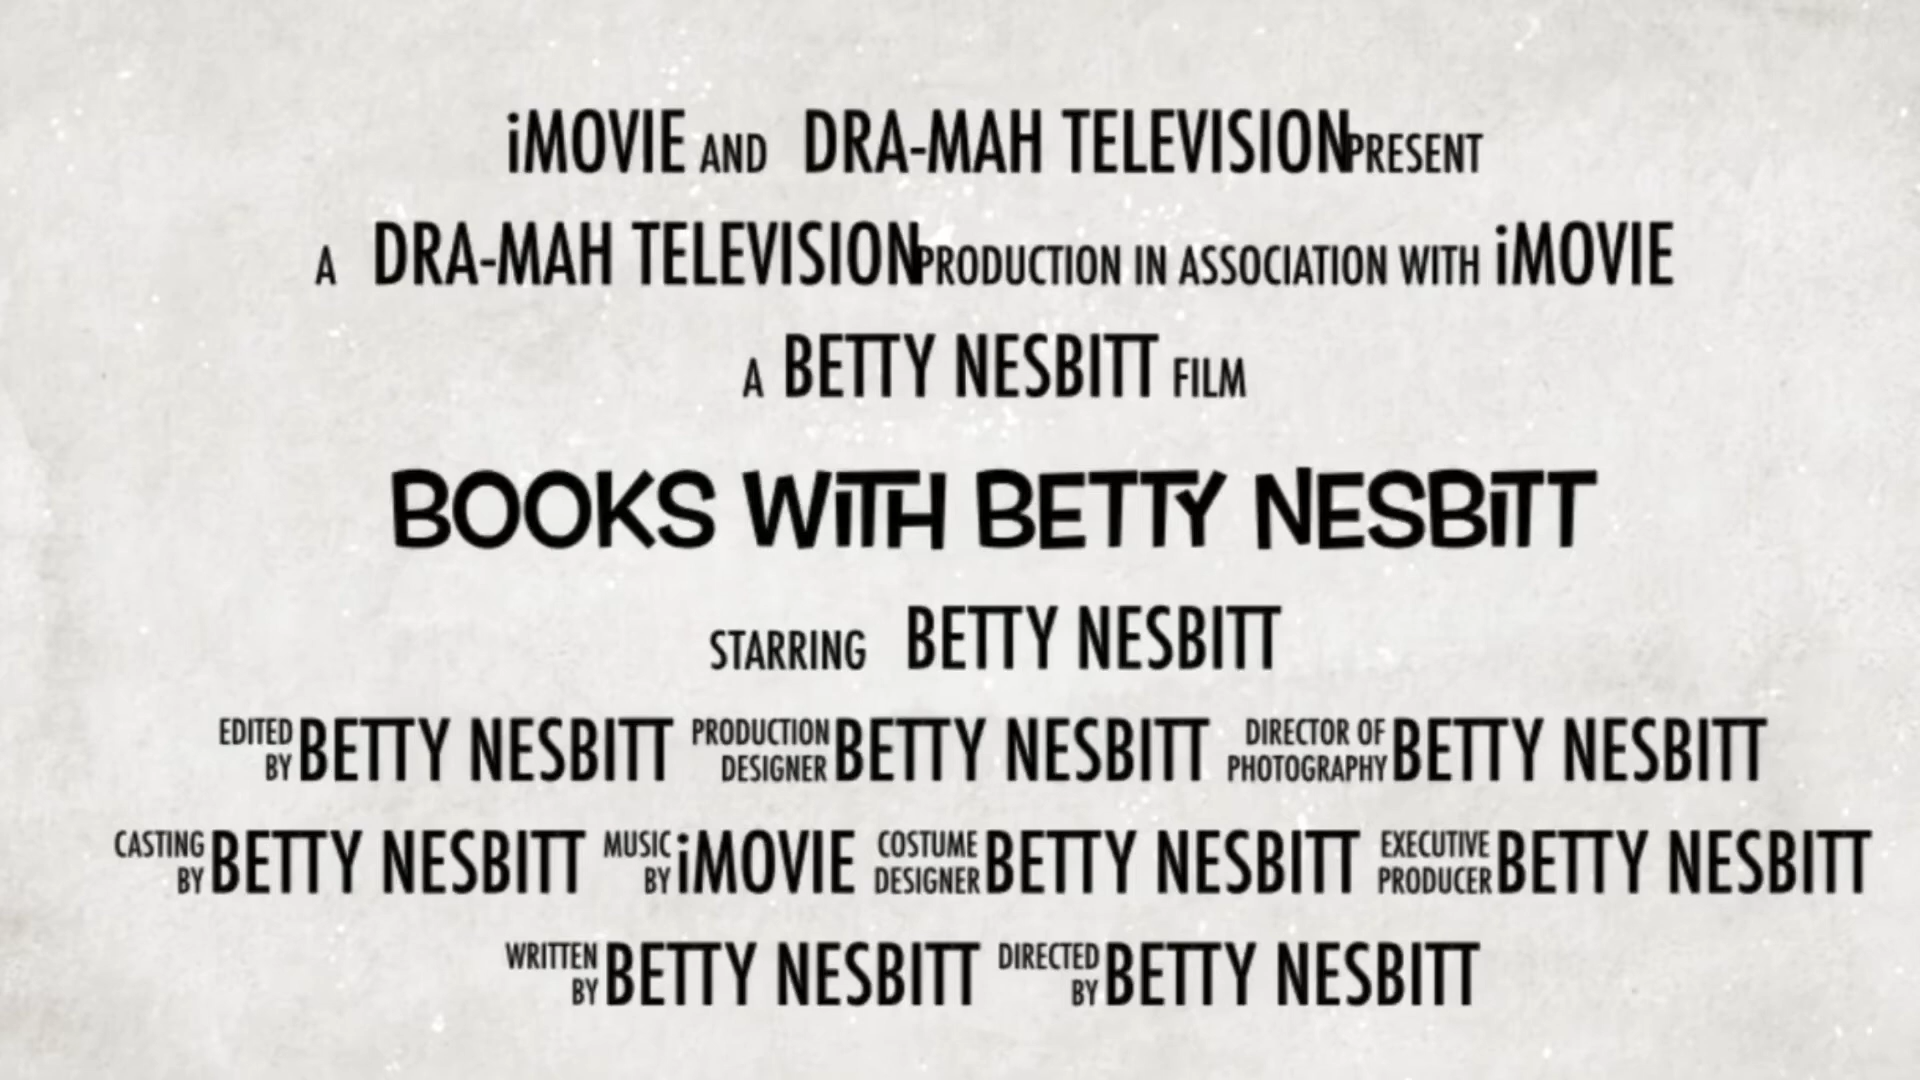 iMOVIE AND DRA-MAH TELEVISION PRESENT
A DRA-MAH TELEVISION PRODUCTION IN ASSOCIATION WITH iMOVIE
A BETTY NESBITT FILM
BOOKS WiTH BETTY NESBiTT
STARRING BETTY NESBITT
EDITED BY BETTY NESBITT PRODUCTION DESIGNER BETTY NESBITT DIRECTOR OF PHOTOGRAPHY BETTY NESBITT
CASTING BY BETTY NESBITT MUSIC BY iMOVIE COSTUME DESIGNER BETTY NESBITT EXECUTIVE PRODUCER BETTY NESBITT
WRITTEN BY BETTY NESBITT DIRECTED BY BETTY NESBITT